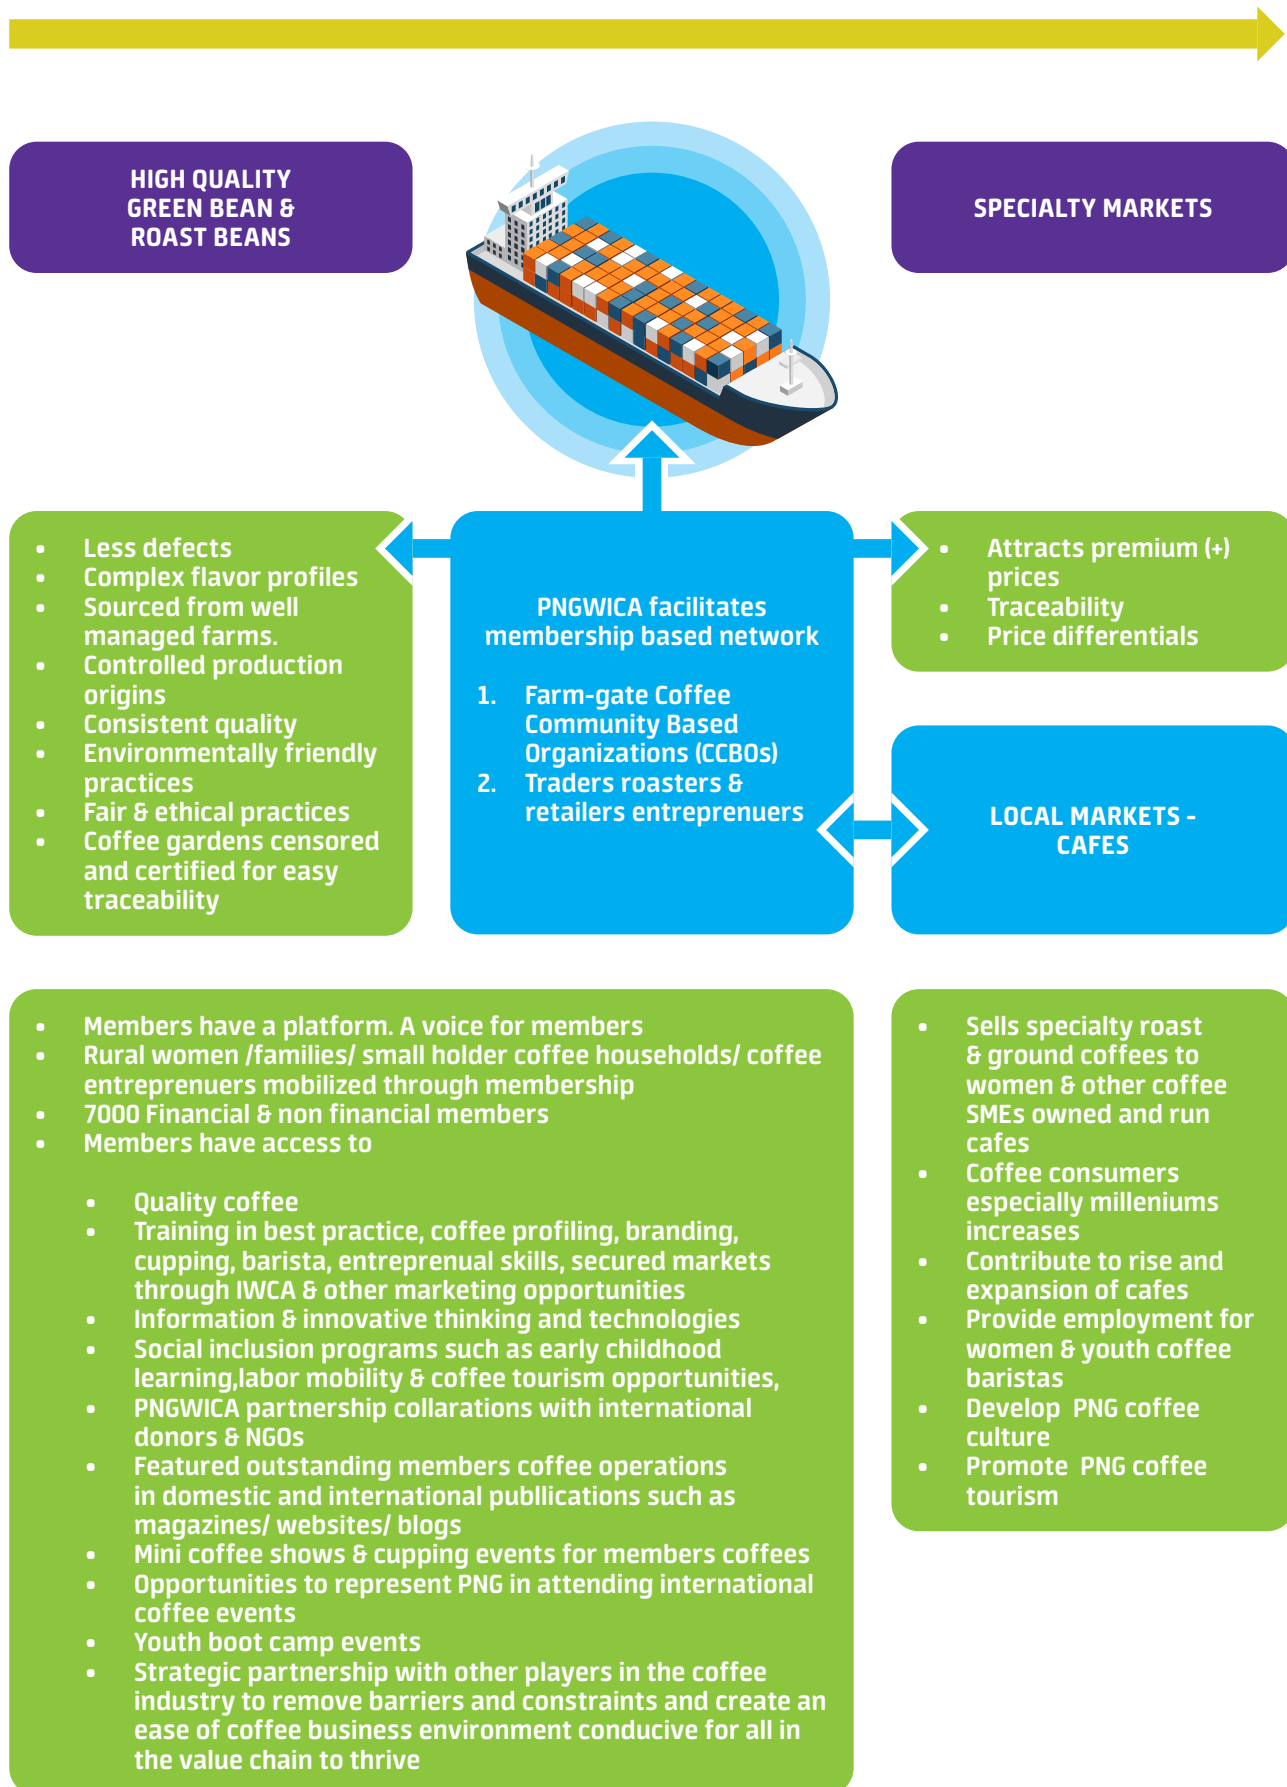 HIGH QUALITY
GREEN BEAN &
ROAST BEANS
SPECIALTY MARKETS
• Less defects
• Complex flavor profiles
• Sourced from well
managed farms.
• Controlled production
origins
• Consistent quality
• Environmentally friendly
practices
• Fair & ethical practices
• Coffee gardens censored
and certified for easy
traceability
PNGWICA facilitates
membership based network
1. Farm-gate Coffee
Community Based
Organizations (CCBOs)
2. Traders roasters &
retailers entreprenuers
• Attracts premium (+)
prices
• Traceability
• Price differentials
LOCAL MARKETS -
CAFES
• Members have a platform. A voice for members
• Rural women /families/ small holder coffee households/ coffee
entreprenuers mobilized through membership
• 7000 Financial & non financial members
• Members have access to
• Quality coffee
• Training in best practice, coffee profiling, branding,
cupping, barista, entreprenual skills, secured markets
through IWCA & other marketing opportunities
• Information & innovative thinking and technologies
• Social inclusion programs such as early childhood
learning,labor mobility & coffee tourism opportunities,
• PNGWICA partnership collarations with international
donors & NGOs
• Featured outstanding members coffee operations
in domestic and international publlications such as
magazines/ websites/ blogs
• Mini coffee shows & cupping events for members coffees
• Opportunities to represent PNG in attending international
coffee events
• Youth boot camp events
• Strategic partnership with other players in the coffee
industry to remove barriers and constraints and create an
ease of coffee business environment conducive for all in
the value chain to thrive
• Sells specialty roast
& ground coffees to
women & other coffee
SMEs owned and run
cafes
• Coffee consumers
especially milleniums
increases
• Contribute to rise and
expansion of cafes
• Provide employment for
women & youth coffee
baristas
• Develop PNG coffee
culture
• Promote PNG coffee
tourism